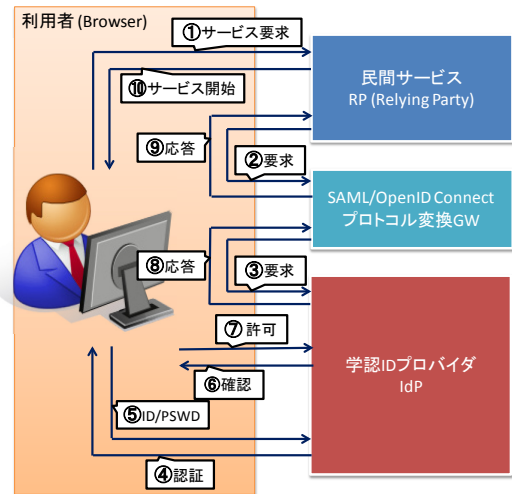 利用者 (Browser)
①サービス要求
民間サービス
RP (Relying Party)
⑩サービス開始
⑨応答
②要求
SAML/OpenID Connect
プロトコル変換GW
⑧応答
③要求
⑦許可
学認IDプロバイダ
IdP
⑥確認
⑤ID/PSWD
④認証